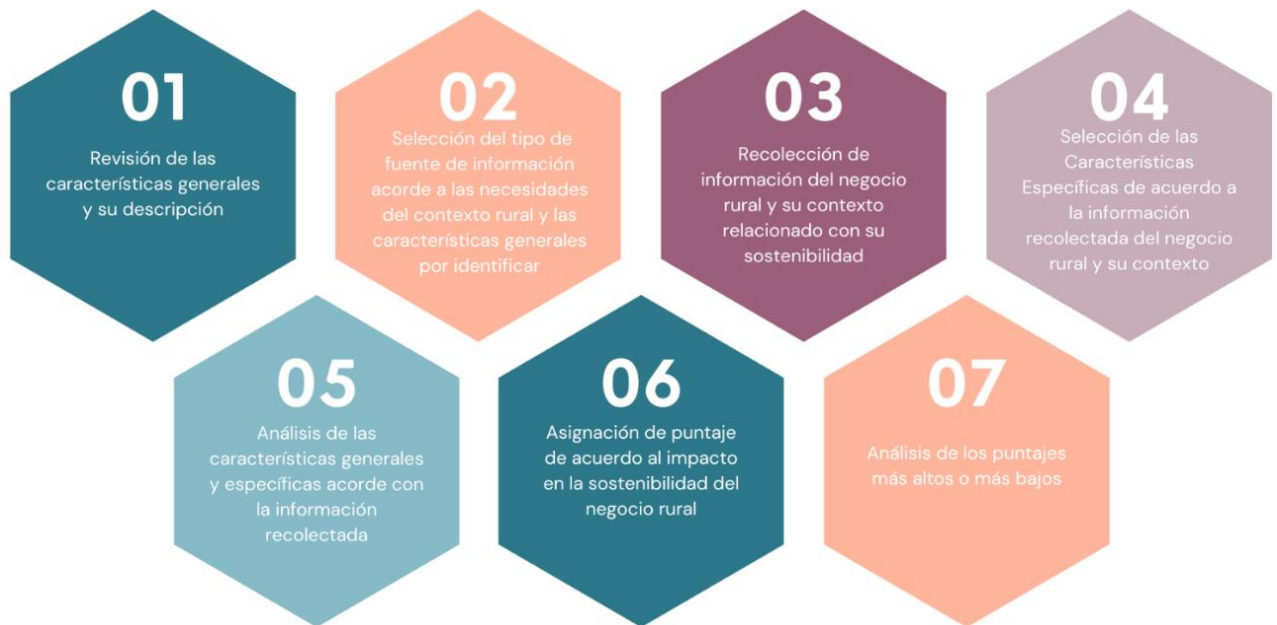 01
Revisión de las
características generales
y su descripción
02
Selección del tipo de
fuente de información
acorde a las necesidades
del contexto rural y las
características generales
por identificar
03
Recolección de
información del negocio
rural y su contexto
relacionado con su
sostenibilidad
04
Selección de las
Características
Específicas de acuerdo a
la información
recolectada del negocio
rural y su contexto
05
Análisis de las
características generales
y específicas acorde con
la información
recolectada
06
Asignación de puntaje
de acuerdo al impacto
en la sostenibilidad del
negocio rural
07
Análisis de los puntajes
más altos o más bajos